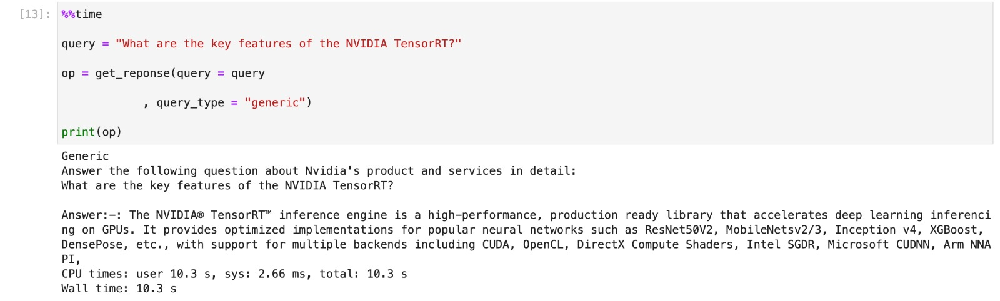 [13]: %%time
query = "What are the key features of the NVIDIA TensorRT?"
op = get_reponse(query = query
, query_type = "generic")
print(op)
Generic
Answer the following question about Nvidia's product and services in detail:
What are the key features of the NVIDIA TensorRT?
Answer:-: The NVIDIA® TensorRT™ inference engine is a high-performance, production ready library that accelerates deep learning inferenci
ng on GPUs. It provides optimized implementations for popular neural networks such as ResNet50V2, MobileNetsv2/3, Inception v4, XGBoost,
DensePose, etc., with support for multiple backends including CUDA, OpenCL, DirectX Compute Shaders, Intel SGDR, Microsoft CUDNN, Arm NNA
PI,
CPU times: user 10.3 s, sys: 2.66 ms, total: 10.3 s
Wall time: 10.3 s